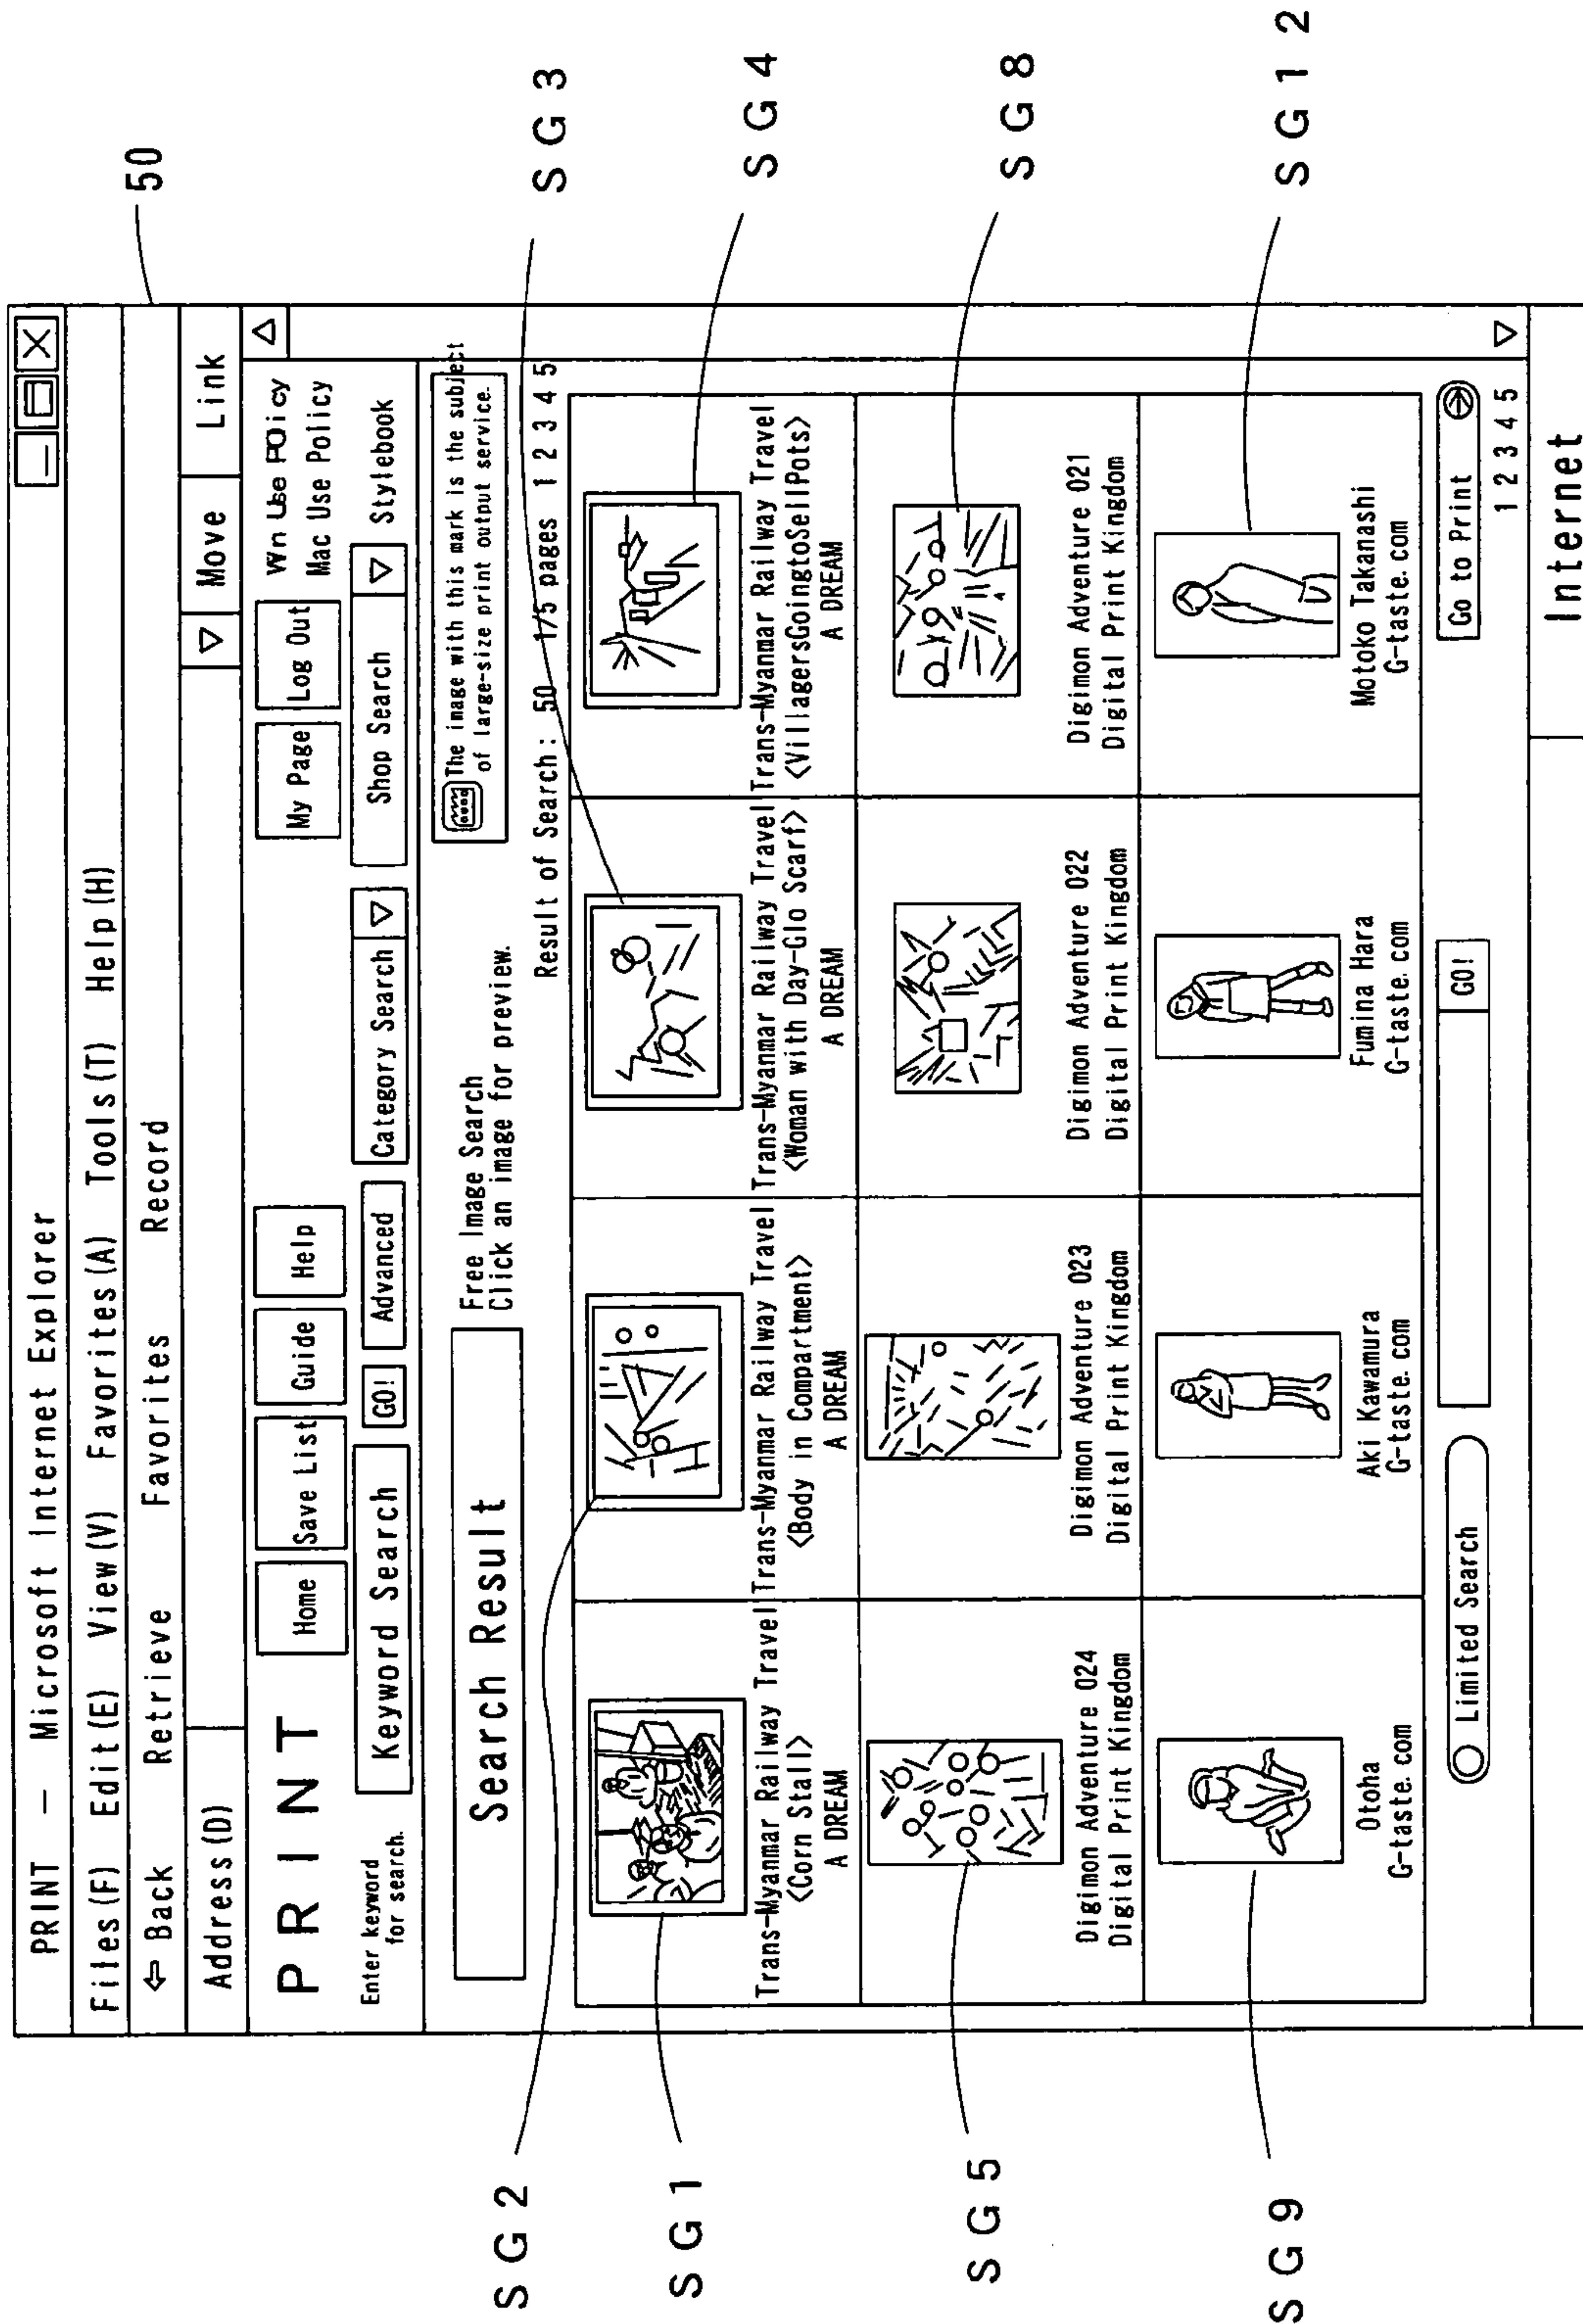 PRINT — Microsoft Internet Explorer
Files(F) Edit(E) View(V) Favorites(A) Tools(T) Help(H)
⇦ Back Retrieve Favorites Record
50
Address(D) Move Link
PRINT Home Save List Guide Help My Page Log Out Win Use POlicy
Mac Use Policy
Enter keyword
for search.
Keyword Search GO! Advanced Category Search Shop Search Stylebook
Search Result
Free Image Search
Click an image for preview.
The image with this mark is the subject
of large-size print output service.
Result of Search: 50 1/5 pages 1 2 3 4 5
SG2
SG3
SG1
SG4
Trans-Myanmar Railway Travel Trans-Myanmar Railway Travel Trans-Myanmar Railway Travel Trans-Myanmar Railway Travel
<Corn Stall> <Body in Compartment> <Woman with Day-Glo Scarf> <VillagersGoingtoSellPots>
A DREAM A DREAM A DREAM A DREAM
SG5
SG8
Digimon Adventure 024 Digimon Adventure 023 Digimon Adventure 022 Digimon Adventure 021
Digital Print Kingdom Digital Print Kingdom Digital Print Kingdom Digital Print Kingdom
SG9
SG12
Otoha Aki Kawamura Fumina Hara Motoko Takanashi
G-taste.com G-taste.com G-taste.com G-taste.com
Limited Search GO! Go to Print
1 2 3 4 5
Internet